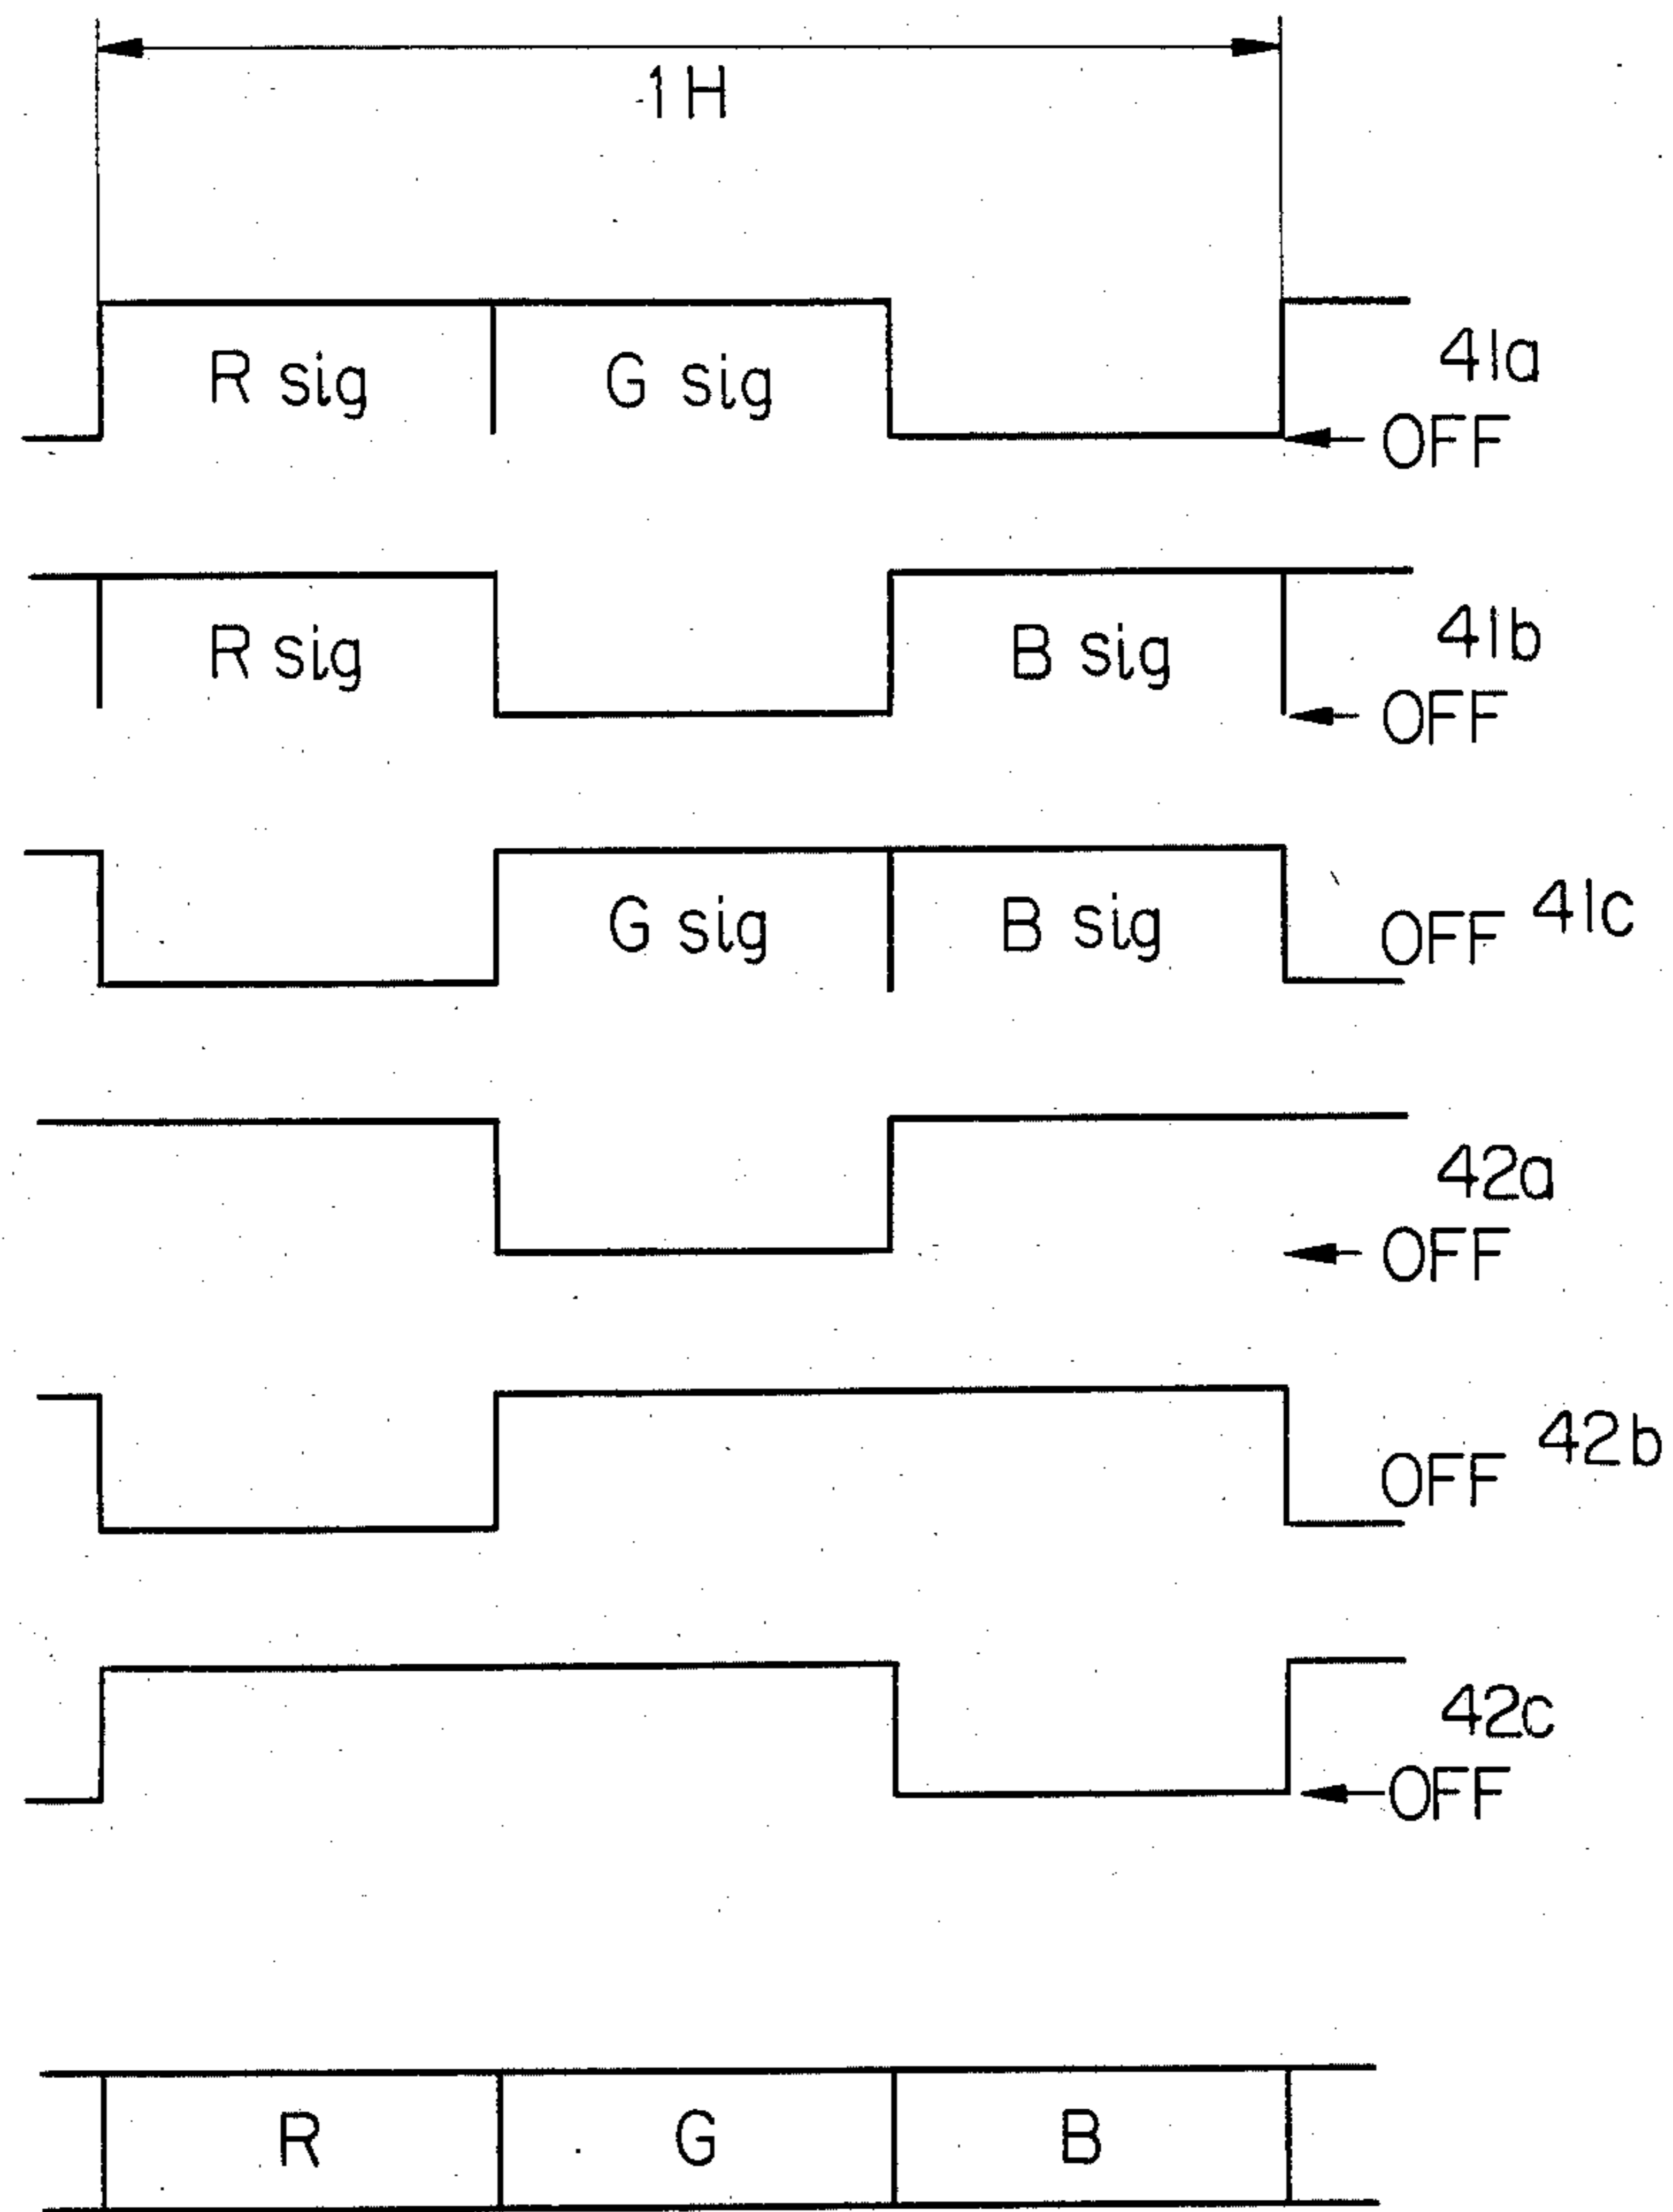 1H
R sig G sig 41a
OFF
R sig B sig 41b
OFF
G sig B sig OFF 41c
42a
OFF
42b
OFF
42c
OFF
R G B